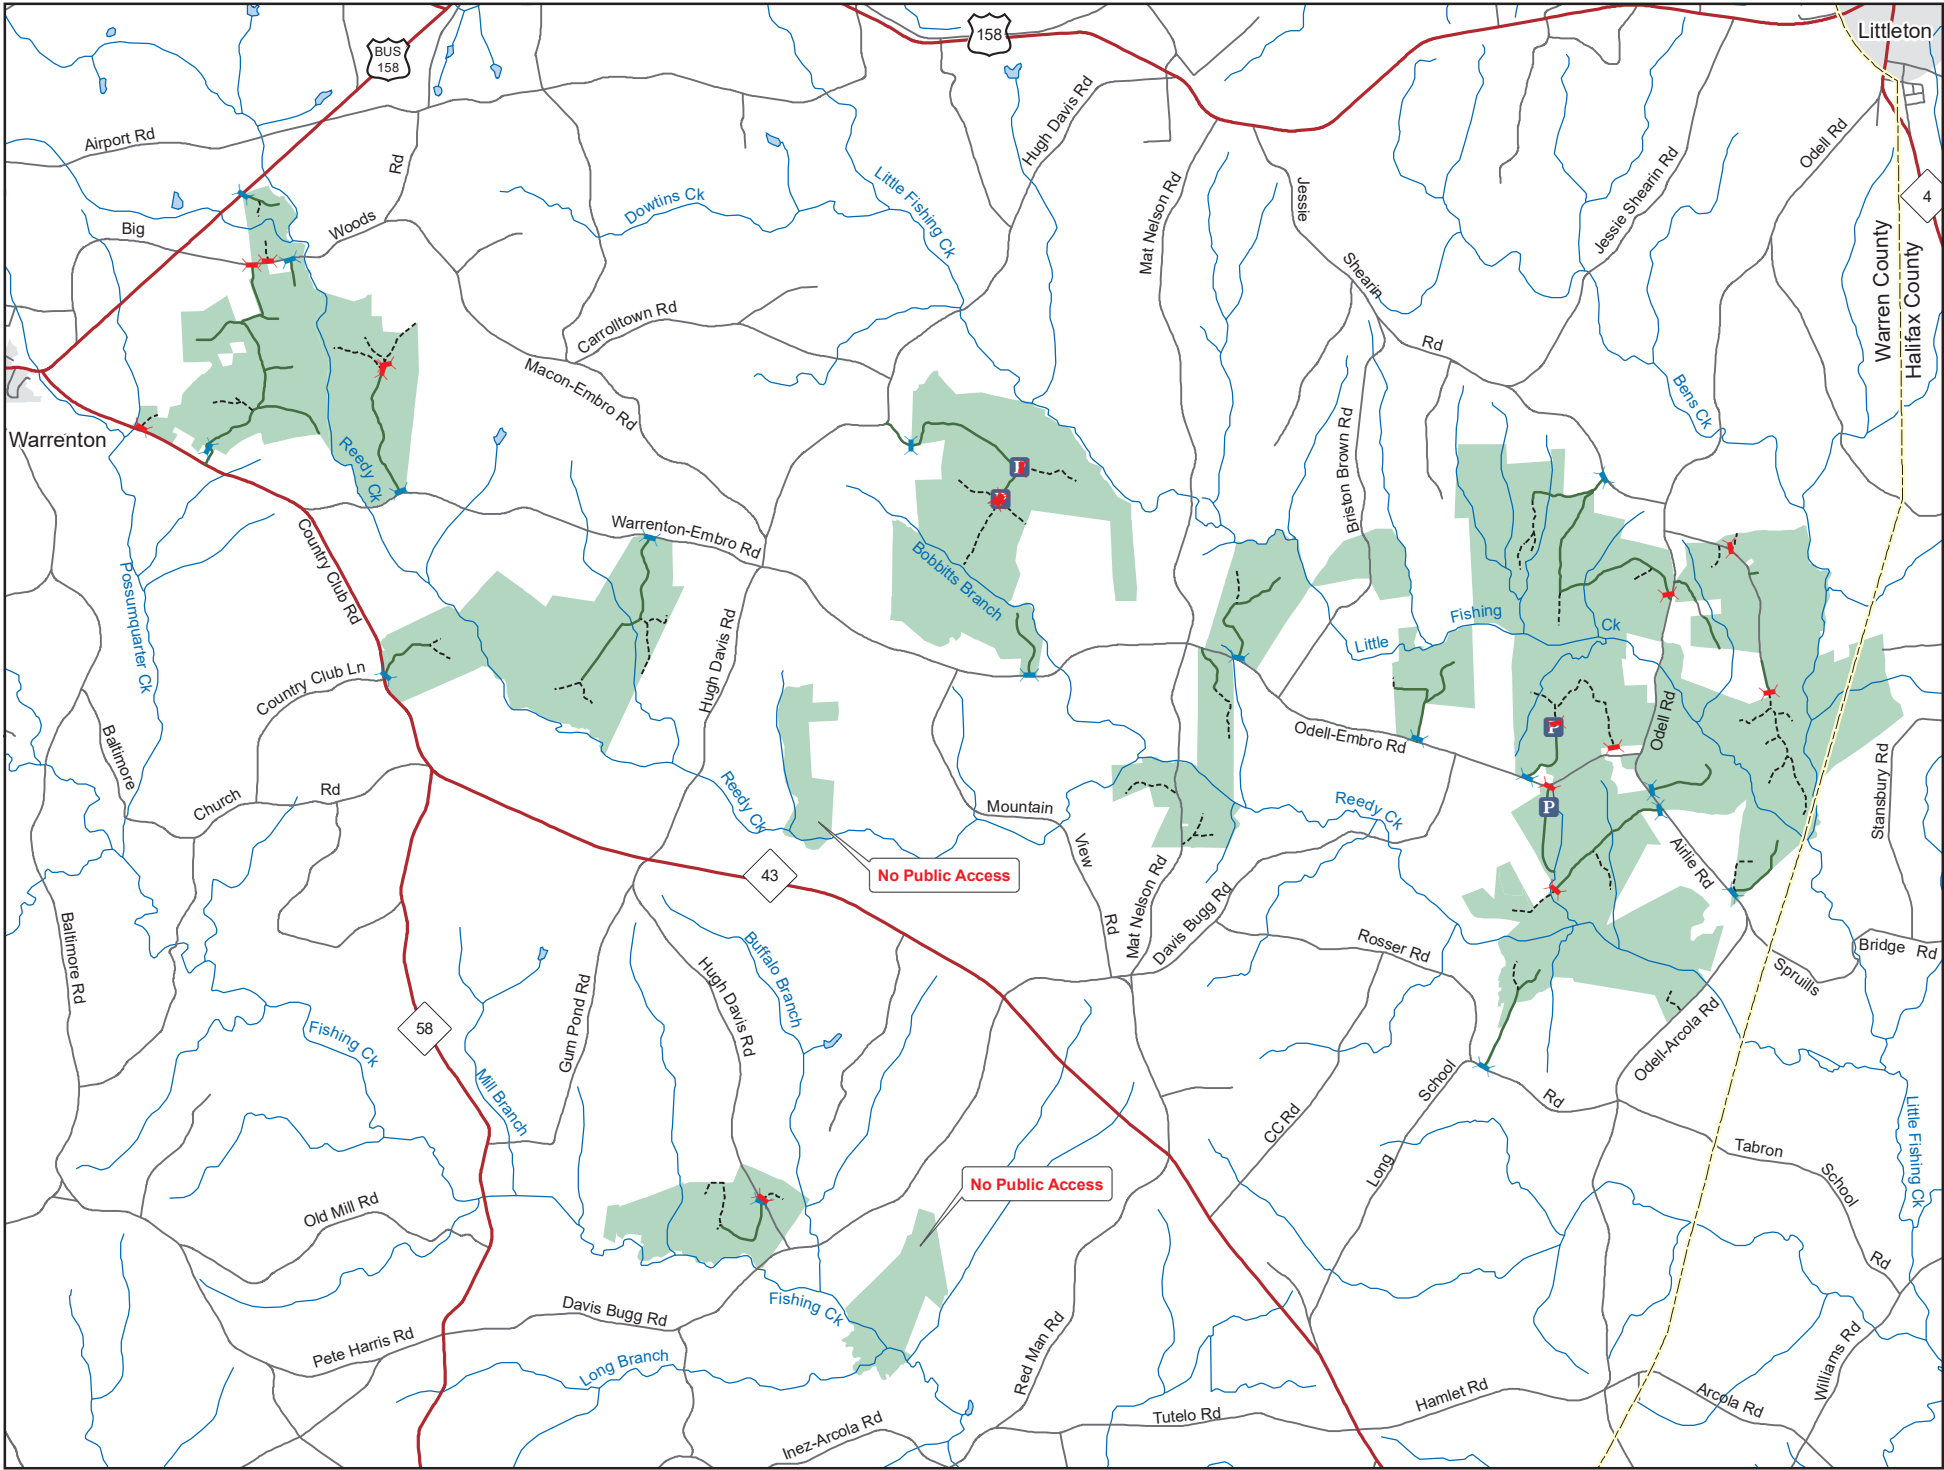 Littleton
BUS
158
158
Airport Rd
Rd
Hugh Davis Rd
Odell Rd
Big
Woods
Dowtins Ck
Little Fishing Ck
Mat Nelson Rd
Jessie
Shearin
Rd
Jessie Shearin Rd
4
Warren County
Halifax County
Carrolltown Rd
Macon-Embro Rd
Bens Ck
Warrenton
Reedy Ck
Briston Brown Rd
Country Club Rd
Warrenton-Embro Rd
Bobbitts Branch
P
Possumquarter Ck
Hugh Davis Rd
Little
Fishing
Ck
Country Club Ln
Odell-Embro Rd
Odell Rd
P
P
Baltimore
Church
Rd
Reedy Ck
Mountain
View
Rd
Reedy Ck
Stansbury Rd
Airlie Rd
No Public Access
43
Mat Nelson Rd
Davis Bugg Rd
Baltimore Rd
Rosser Rd
Bridge Rd
Spruills
Hugh Davis Rd
Buffalo Branch
Gum Pond Rd
58
Fishing Ck
Mill Branch
Odell-Arcola Rd
School
Rd
Long
CC Rd
Little Fishing Ck
Tabron
School
Rd
No Public Access
Old Mill Rd
Fishing Ck
Davis Bugg Rd
Pete Harris Rd
Long Branch
Red Man Rd
Williams Rd
Hamlet Rd
Arcola Rd
Tutelo Rd
Inez-Arcola Rd